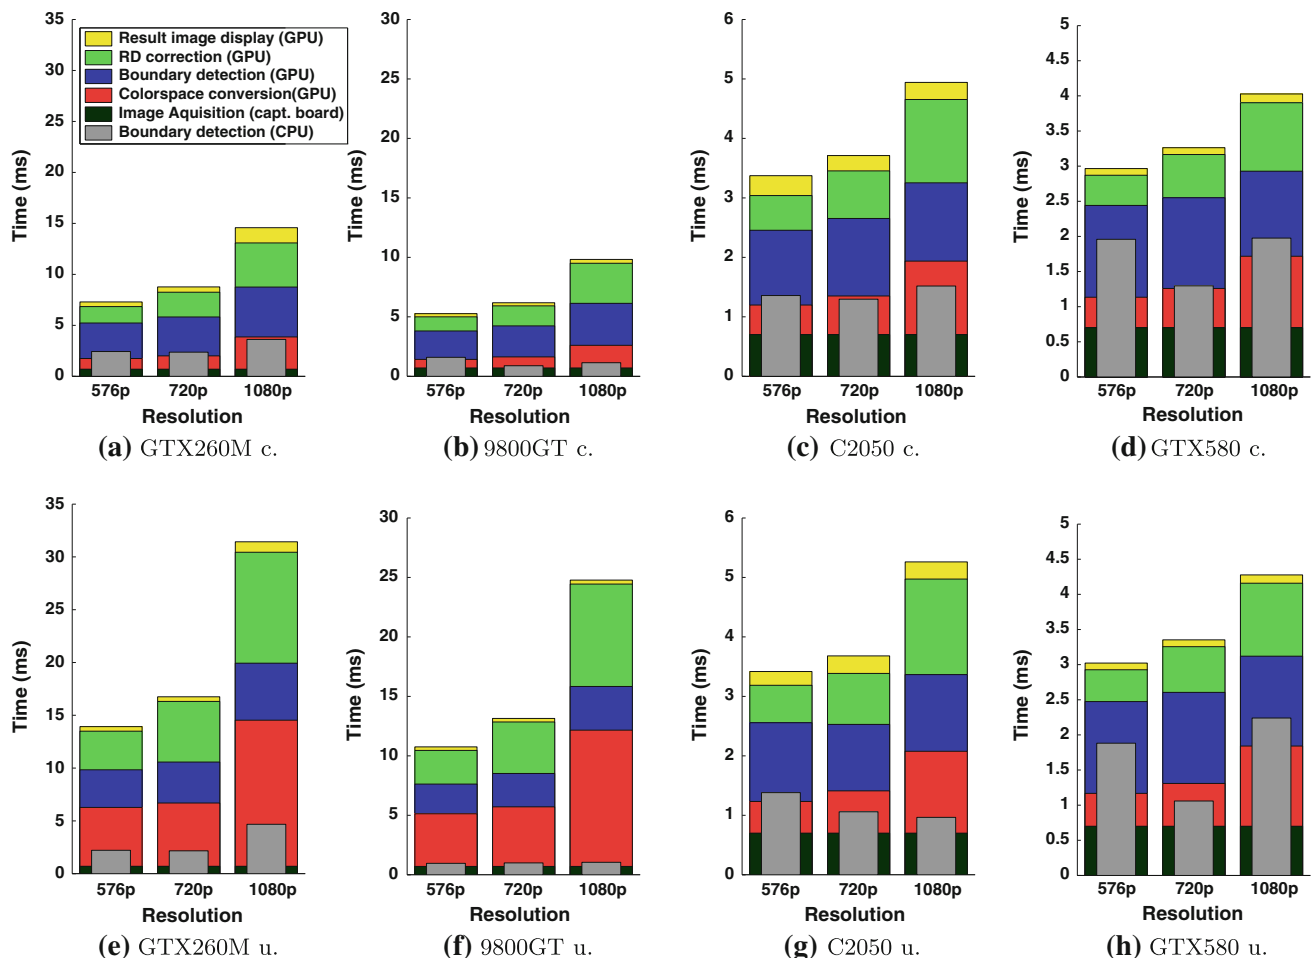 35
30
25
20
15
10
5
0
Time (ms)
Result image display (GPU)
RD correction (GPU)
Boundary detection (GPU)
Colorspace conversion(GPU)
Image Aquisition (capt. board)
Boundary detection (CPU)
576p 720p 1080p
Resolution
(a) GTX260M c.
30
25
20
15
10
5
0
Time (ms)
576p 720p 1080p
Resolution
(b) 9800GT c.
6
5
4
3
2
1
0
Time (ms)
576p 720p 1080p
Resolution
(c) C2050 c.
5
4.5
4
3.5
3
2.5
2
1.5
1
0.5
0
Time (ms)
576p 720p 1080p
Resolution
(d) GTX580 c.
35
30
25
20
15
10
5
0
Time (ms)
576p 720p 1080p
Resolution
(e) GTX260M u.
30
25
20
15
10
5
0
Time (ms)
576p 720p 1080p
Resolution
(f) 9800GT u.
6
5
4
3
2
1
0
Time (ms)
576p 720p 1080p
Resolution
(g) C2050 u.
5
4.5
4
3.5
3
2.5
2
1.5
1
0.5
0
Time (ms)
576p 720p 1080p
Resolution
(h) GTX580 u.